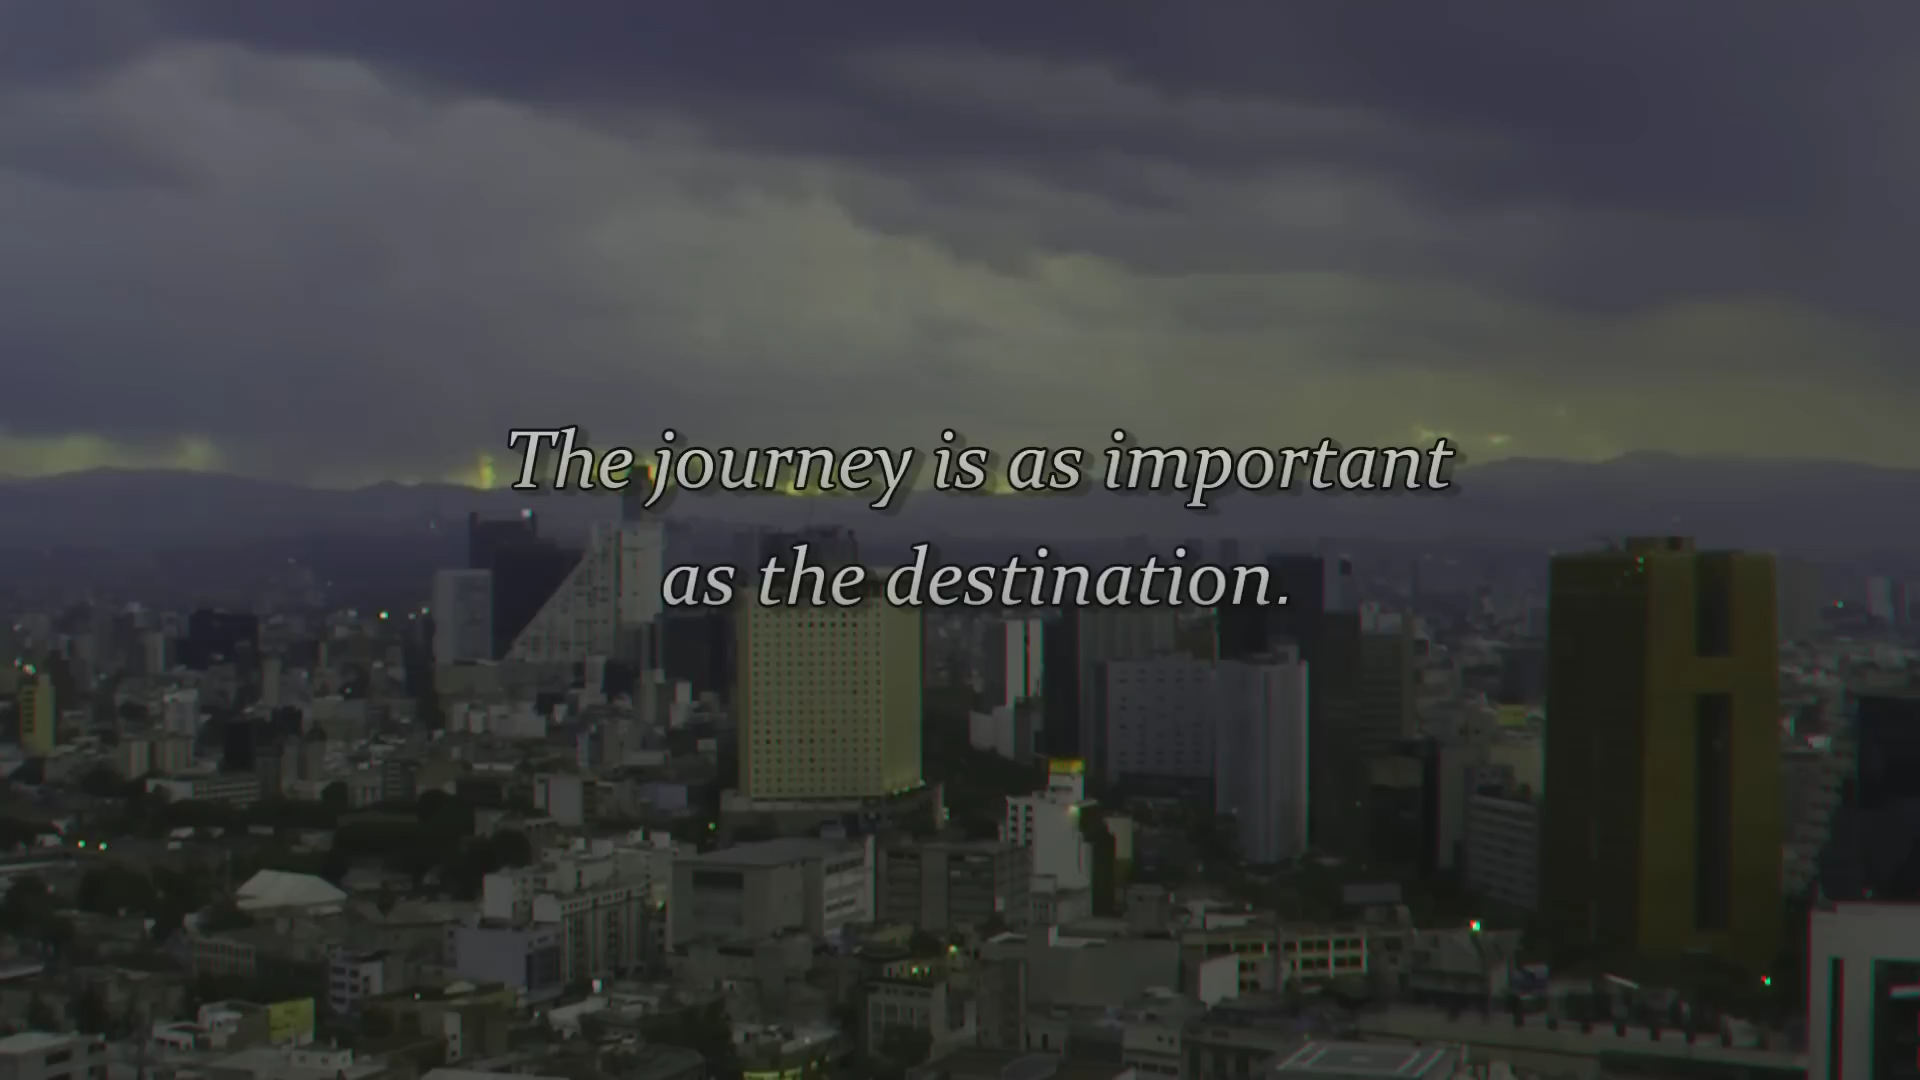 The journey is as important
as the destination.